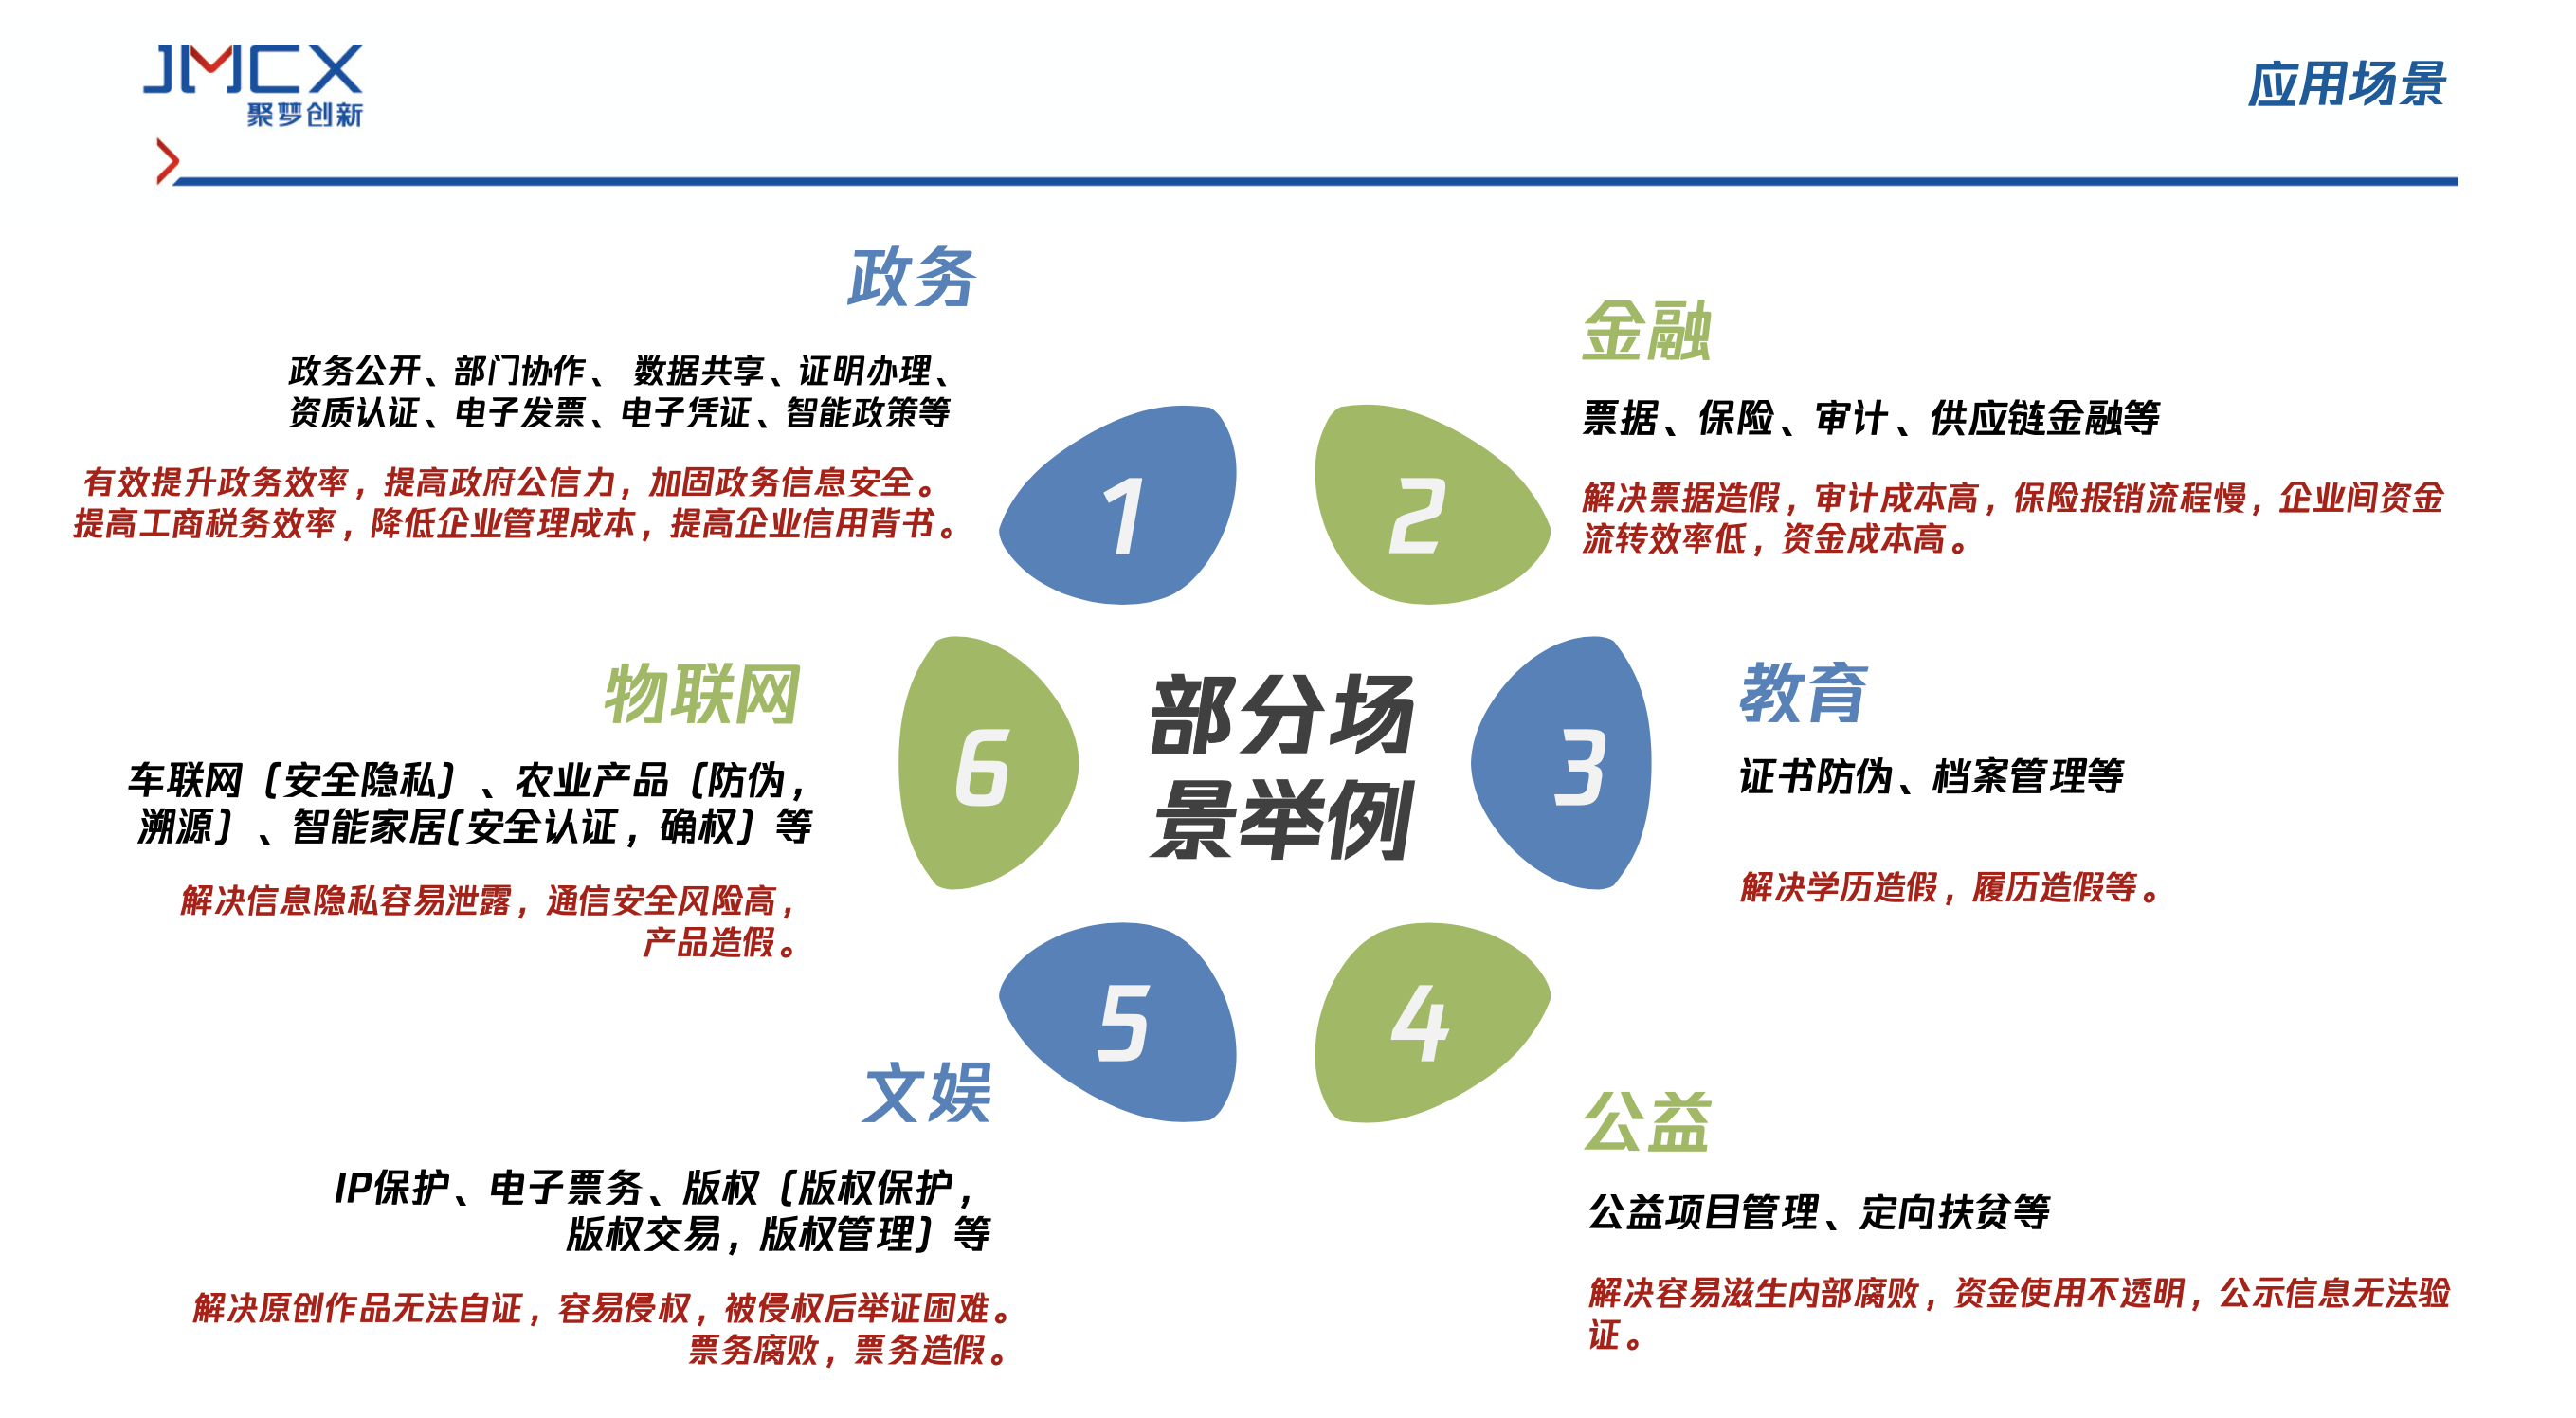 JMCX
聚梦创新
应用场景
政务
政务公开、部门协作、 数据共享、证明办理、
资质认证、电子发票、电子凭证、智能政策等
有效提升政务效率，提高政府公信力，加固政务信息安全。
提高工商税务效率，降低企业管理成本，提高企业信用背书。
1
2
金融
票据、保险、审计、供应链金融等
解决票据造假，审计成本高，保险报销流程慢，企业间资金
流转效率低，资金成本高。
物联网
车联网（安全隐私）、农业产品（防伪，
溯源）、智能家居(安全认证，确权）等
解决信息隐私容易泄露，通信安全风险高，
产品造假。
6
部分场
景举例
3
教育
证书防伪、档案管理等
解决学历造假，履历造假等。
5
4
文娱
IP保护、电子票务、版权（版权保护，
版权交易，版权管理）等
解决原创作品无法自证，容易侵权，被侵权后举证困难。
票务腐败，票务造假。
公益
公益项目管理、定向扶贫等
解决容易滋生内部腐败，资金使用不透明，公示信息无法验
证。